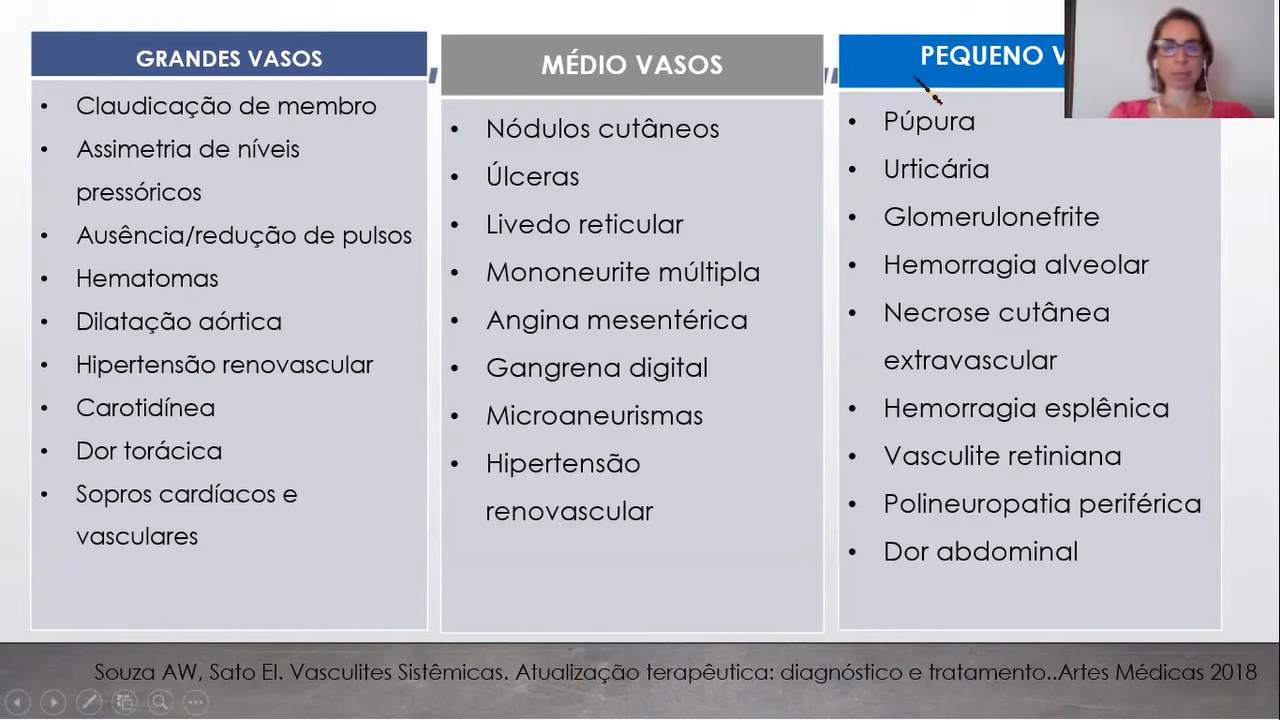 GRANDES VASOS
Claudicação de membro
Assimetria de níveis
pressóricos
Ausência/redução de pulsos
Hematomas
Dilatação aórtica
Hipertensão renovascular
Carotidínea
Dor torácica
Sopros cardíacos e
vasculares
MÉDIO VASOS
Nódulos cutâneos
Úlceras
Livedo reticular
Mononeurite múltipla
Angina mesentérica
Gangrena digital
Microaneurismas
Hipertensão
renovascular
PEQUENO V
Púpura
Urticária
Glomerulonefrite
Hemorragia alveolar
Necrose cutânea
extravascular
Hemorragia esplênica
Vasculite retiniana
Polineuropatia periférica
Dor abdominal
Souza AW, Sato EI. Vasculites Sistêmicas. Atualização terapêutica: diagnóstico e tratamento..Artes Médicas 2018